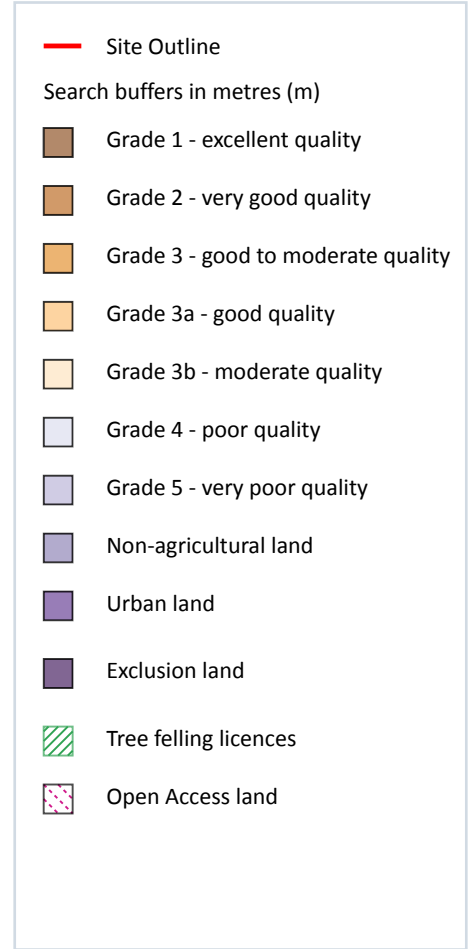 Site Outline
Search buffers in metres (m)
Grade 1 - excellent quality
Grade 2 - very good quality
Grade 3 - good to moderate quality
Grade 3a - good quality
Grade 3b - moderate quality
Grade 4 - poor quality
Grade 5 - very poor quality
Non-agricultural land
Urban land
Exclusion land
Tree felling licences
Open Access land